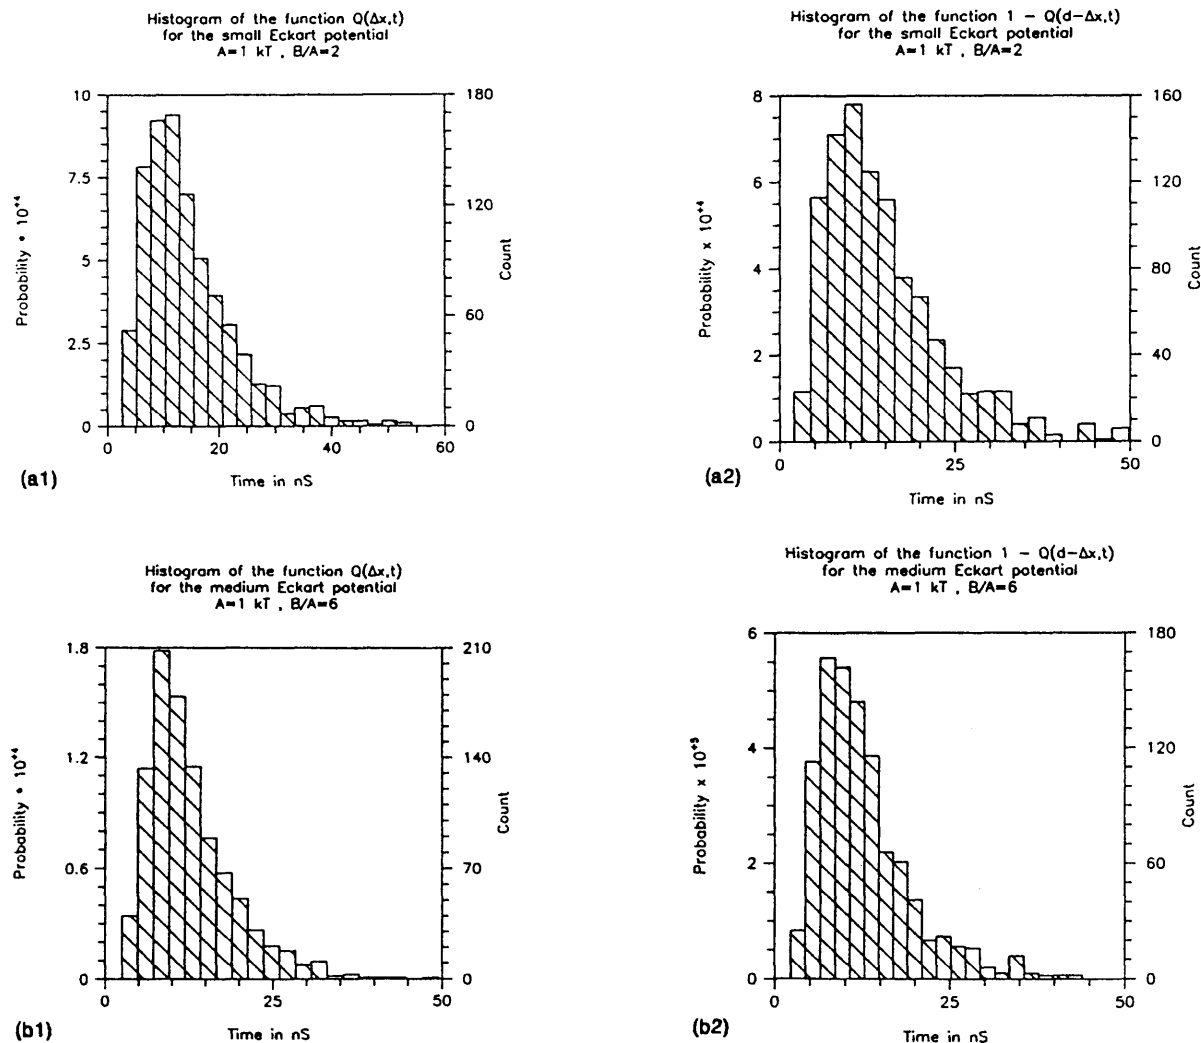 Histogram of the function Q(Δx,t)
for the small Eckart potential
A=1 kT , B/A=2
10
7.5
5
2.5
0
Probability * 10⁺⁴
180
120
60
0
Count
0
20
40
60
Time in nS
(a1)
Histogram of the function 1 − Q(d−Δx,t)
for the small Eckart potential
A=1 kT , B/A=2
8
6
4
2
0
Probability x 10⁺⁴
160
120
80
40
0
Count
0
25
50
Time in nS
(a2)
Histogram of the function Q(Δx,t)
for the medium Eckart potential
A=1 kT , B/A=6
1.8
1.2
0.6
0
Probability * 10⁺⁴
210
140
70
0
Count
0
25
50
Time in nS
(b1)
Histogram of the function 1 − Q(d−Δx,t)
for the medium Eckart potential
A=1 kT , B/A=6
6
4
2
0
Probability x 10⁺⁵
180
120
60
0
Count
0
25
50
Time in nS
(b2)